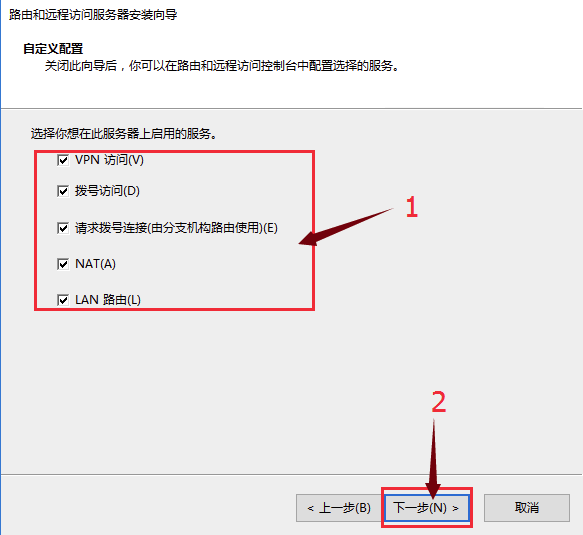 路由和远程访问服务器安装向导
自定义配置
关闭此向导后，你可以在路由和远程访问控制台中配置选择的服务。
选择你想在此服务器上启用的服务。
VPN 访问(V)
拨号访问(D)
1
请求拨号连接(由分支机构路由使用)(E)
NAT(A)
LAN 路由(L)
2
< 上一步(B)
下一步(N) >
取消